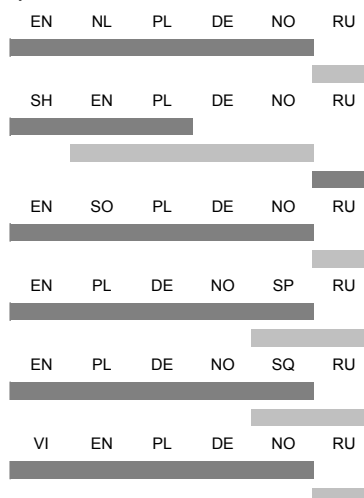 EN NL PL DE NO RU
SH EN PL DE NO RU
EN SO PL DE NO RU
EN PL DE NO SP RU
EN PL DE NO SQ RU
VI EN PL DE NO RU